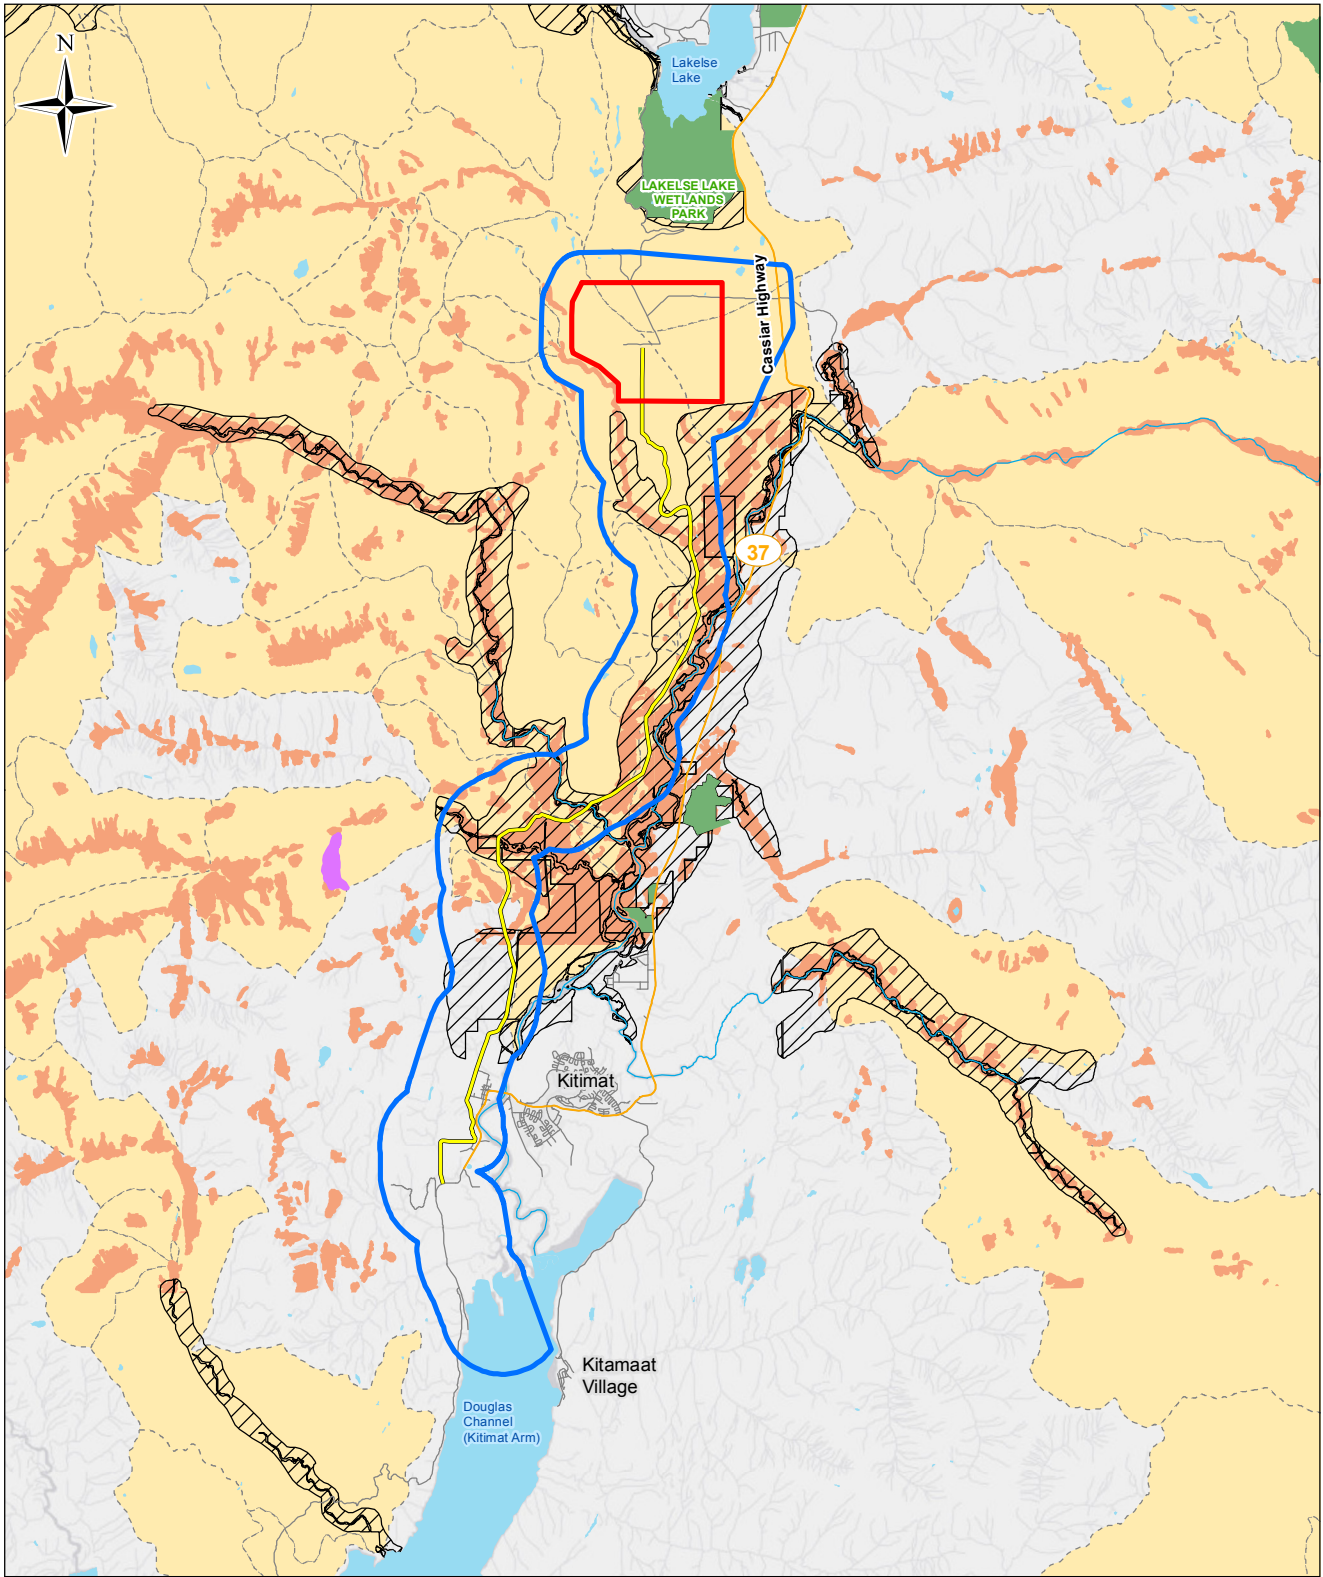 N
Lakelse
Lake
LAKELSE LAKE
WETLANDS
PARK
Cassiar Highway
37
Kitimat
Kitamaat
Village
Douglas
Channel
(Kitimat Arm)